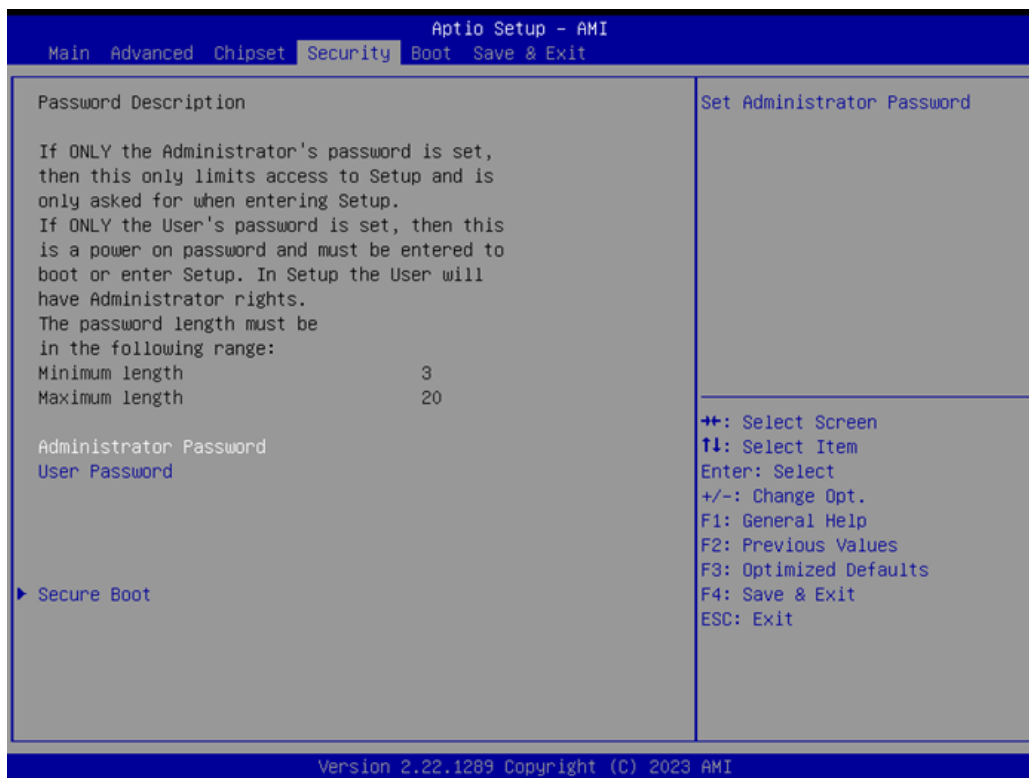 Aptio Setup - AMI
Main Advanced Chipset Security Boot Save & Exit
Password Description
If ONLY the Administrator's password is set,
then this only limits access to Setup and is
only asked for when entering Setup.
If ONLY the User's password is set, then this
is a power on password and must be entered to
boot or enter Setup. In Setup the User will
have Administrator rights.
The password length must be
in the following range:
Minimum length 3
Maximum length 20
Administrator Password
User Password
Secure Boot
Set Administrator Password
→←: Select Screen
↑↓: Select Item
Enter: Select
+/-: Change Opt.
F1: General Help
F2: Previous Values
F3: Optimized Defaults
F4: Save & Exit
ESC: Exit
Version 2.22.1289 Copyright (C) 2023 AMI